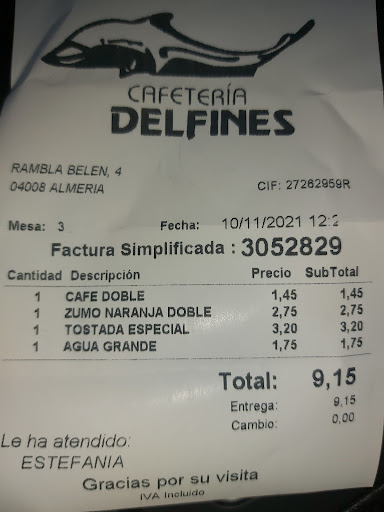 CAFETERÍA
DELFINES
RAMBLA BELEN, 4
04008 ALMERIA
CIF: 27262959R
Mesa: 3 Fecha: 10/11/2021 12:2
Factura Simplificada : 3052829
Cantidad Descripción Precio SubTotal
1 CAFE DOBLE 1,45 1,45
1 ZUMO NARANJA DOBLE 2,75 2,75
1 TOSTADA ESPECIAL 3,20 3,20
1 AGUA GRANDE 1,75 1,75
Total: 9,15
Entrega: 9,15
Cambio: 0,00
Le ha atendido:
ESTEFANIA
Gracias por su visita
IVA Incluido